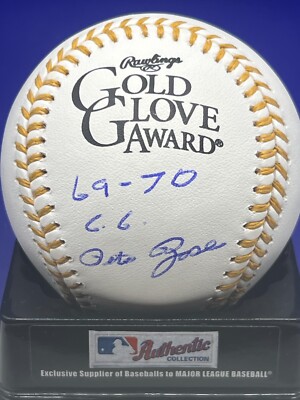 Rawlings
GOLD
GLOVE
AWARD®
69-70
G.G.
Pete Rose
Authentic
COLLECTION
Exclusive Supplier of Baseballs to MAJOR LEAGUE BASEBALL®